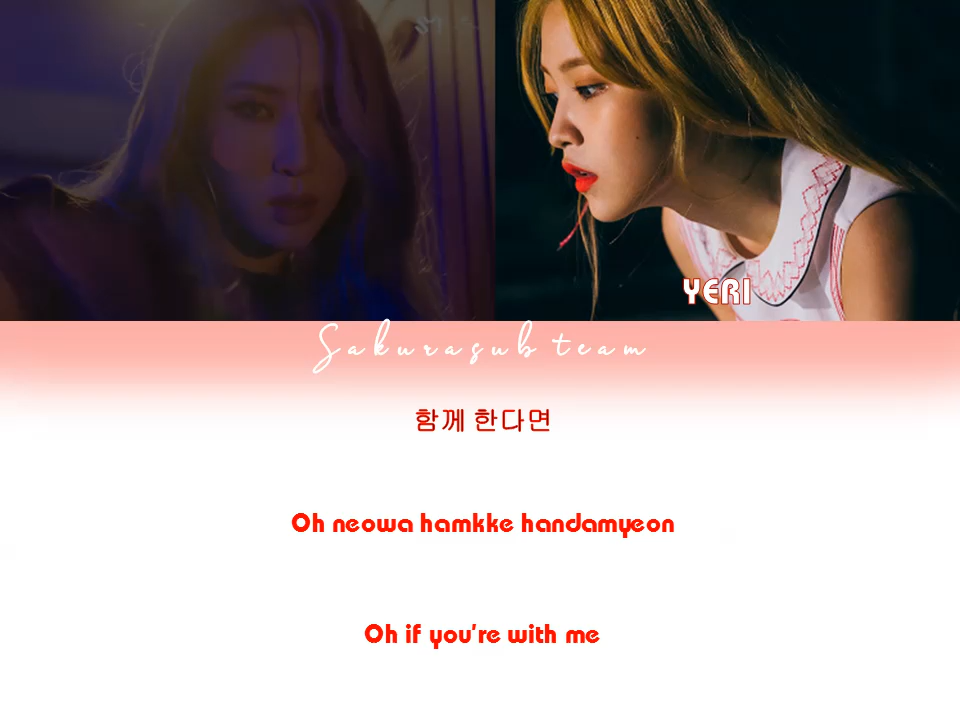 YERI
Sakurasub team
함께 한다면
Oh neowa hamkke handamyeon
Oh if you're with me